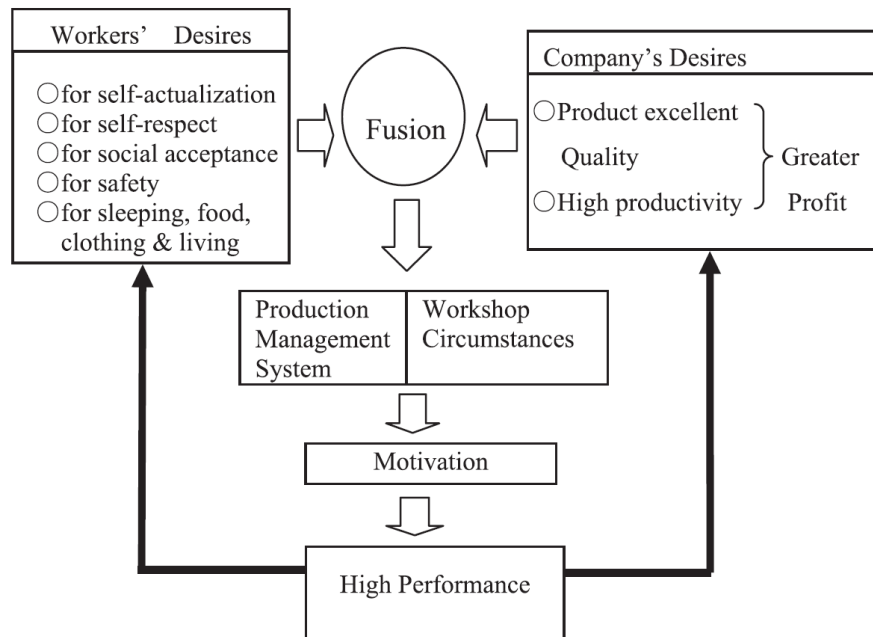 Workers’ Desires
○for self-actualization
○for self-respect
○for social acceptance
○for safety
○for sleeping, food,
clothing & living
Fusion
Company’s Desires
○Product excellent
Quality
○High productivity
Greater
Profit
Production
Management
System
Workshop
Circumstances
Motivation
High Performance